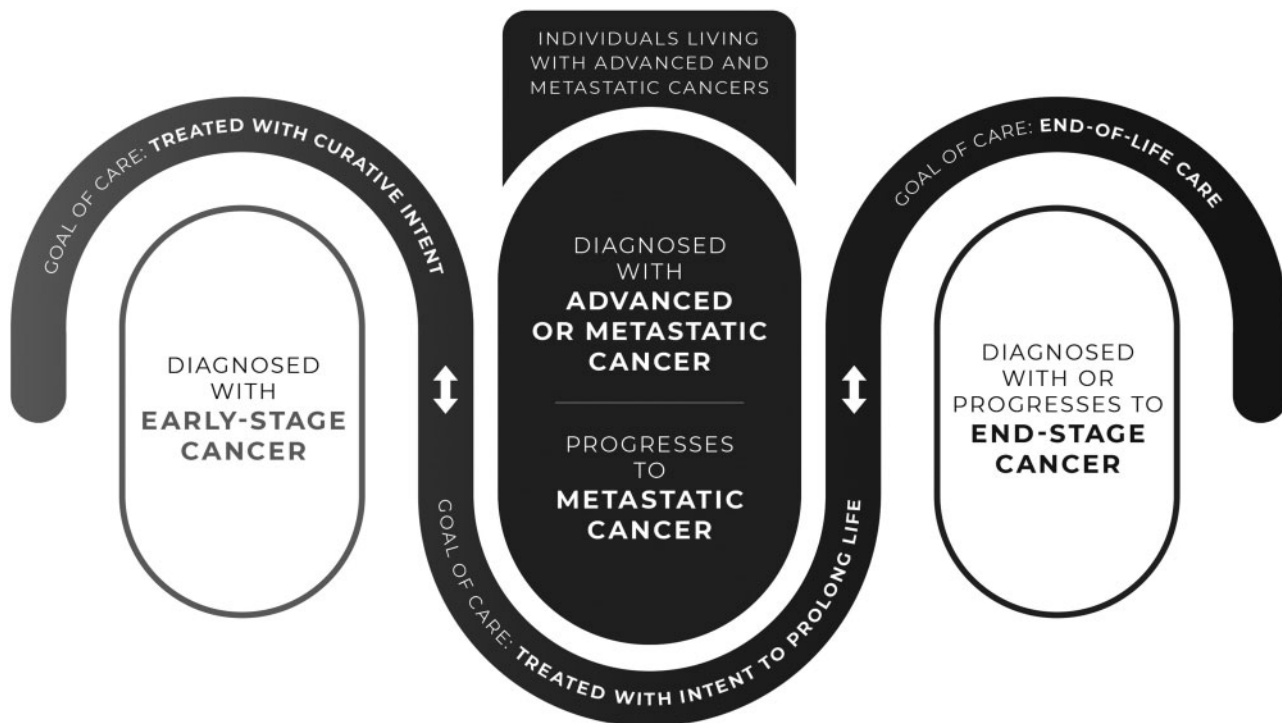 INDIVIDUALS LIVING
WITH ADVANCED AND
METASTATIC CANCERS
GOAL OF CARE: TREATED WITH CURATIVE INTENT
DIAGNOSED
WITH
EARLY-STAGE
CANCER
DIAGNOSED
WITH
ADVANCED
OR METASTATIC
CANCER
PROGRESSES
TO
METASTATIC
CANCER
GOAL OF CARE: TREATED WITH INTENT TO PROLONG LIFE
GOAL OF CARE: END-OF-LIFE CARE
DIAGNOSED
WITH OR
PROGRESSES TO
END-STAGE
CANCER